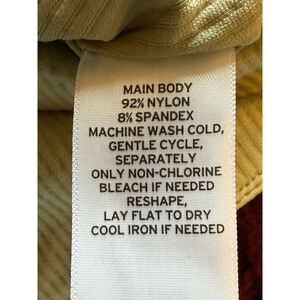 MAIN BODY
92% NYLON
8% SPANDEX
MACHINE WASH COLD,
GENTLE CYCLE,
SEPARATELY
ONLY NON-CHLORINE
BLEACH IF NEEDED
RESHAPE,
LAY FLAT TO DRY
COOL IRON IF NEEDED